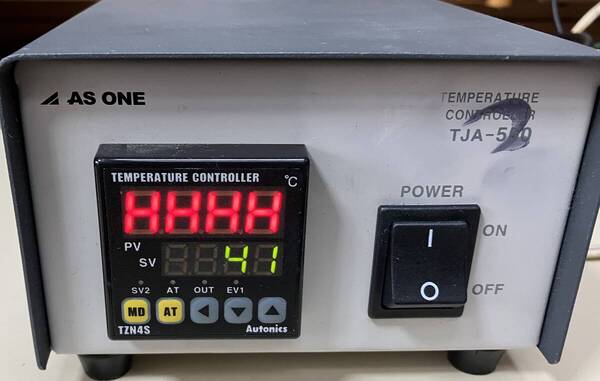 AS ONE
TEMPERATURE
CONTROLLER
TJA-550
TEMPERATURE CONTROLLER
°C
HHHH
PV
SV 41
SV2 AT OUT EV1
MD AT
TZN4S Autonics
POWER
I ON
O OFF